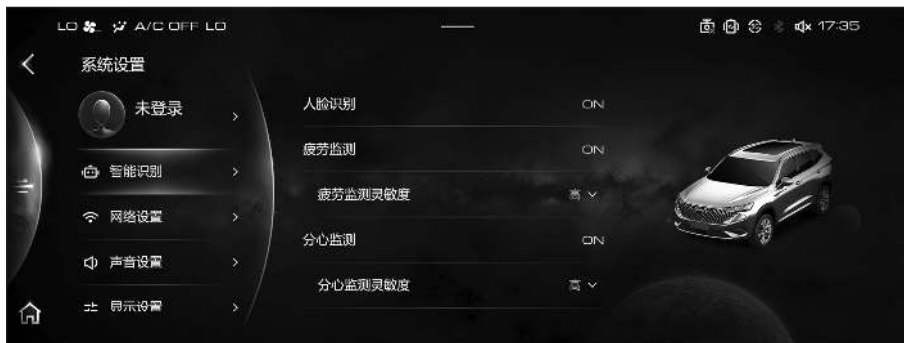 LO A/C OFF LO 17:35
系统设置
未登录
智能识别
网络设置
声音设置
显示设置
人脸识别 ON
疲劳监测 ON
疲劳监测灵敏度 高
分心监测 ON
分心监测灵敏度 高